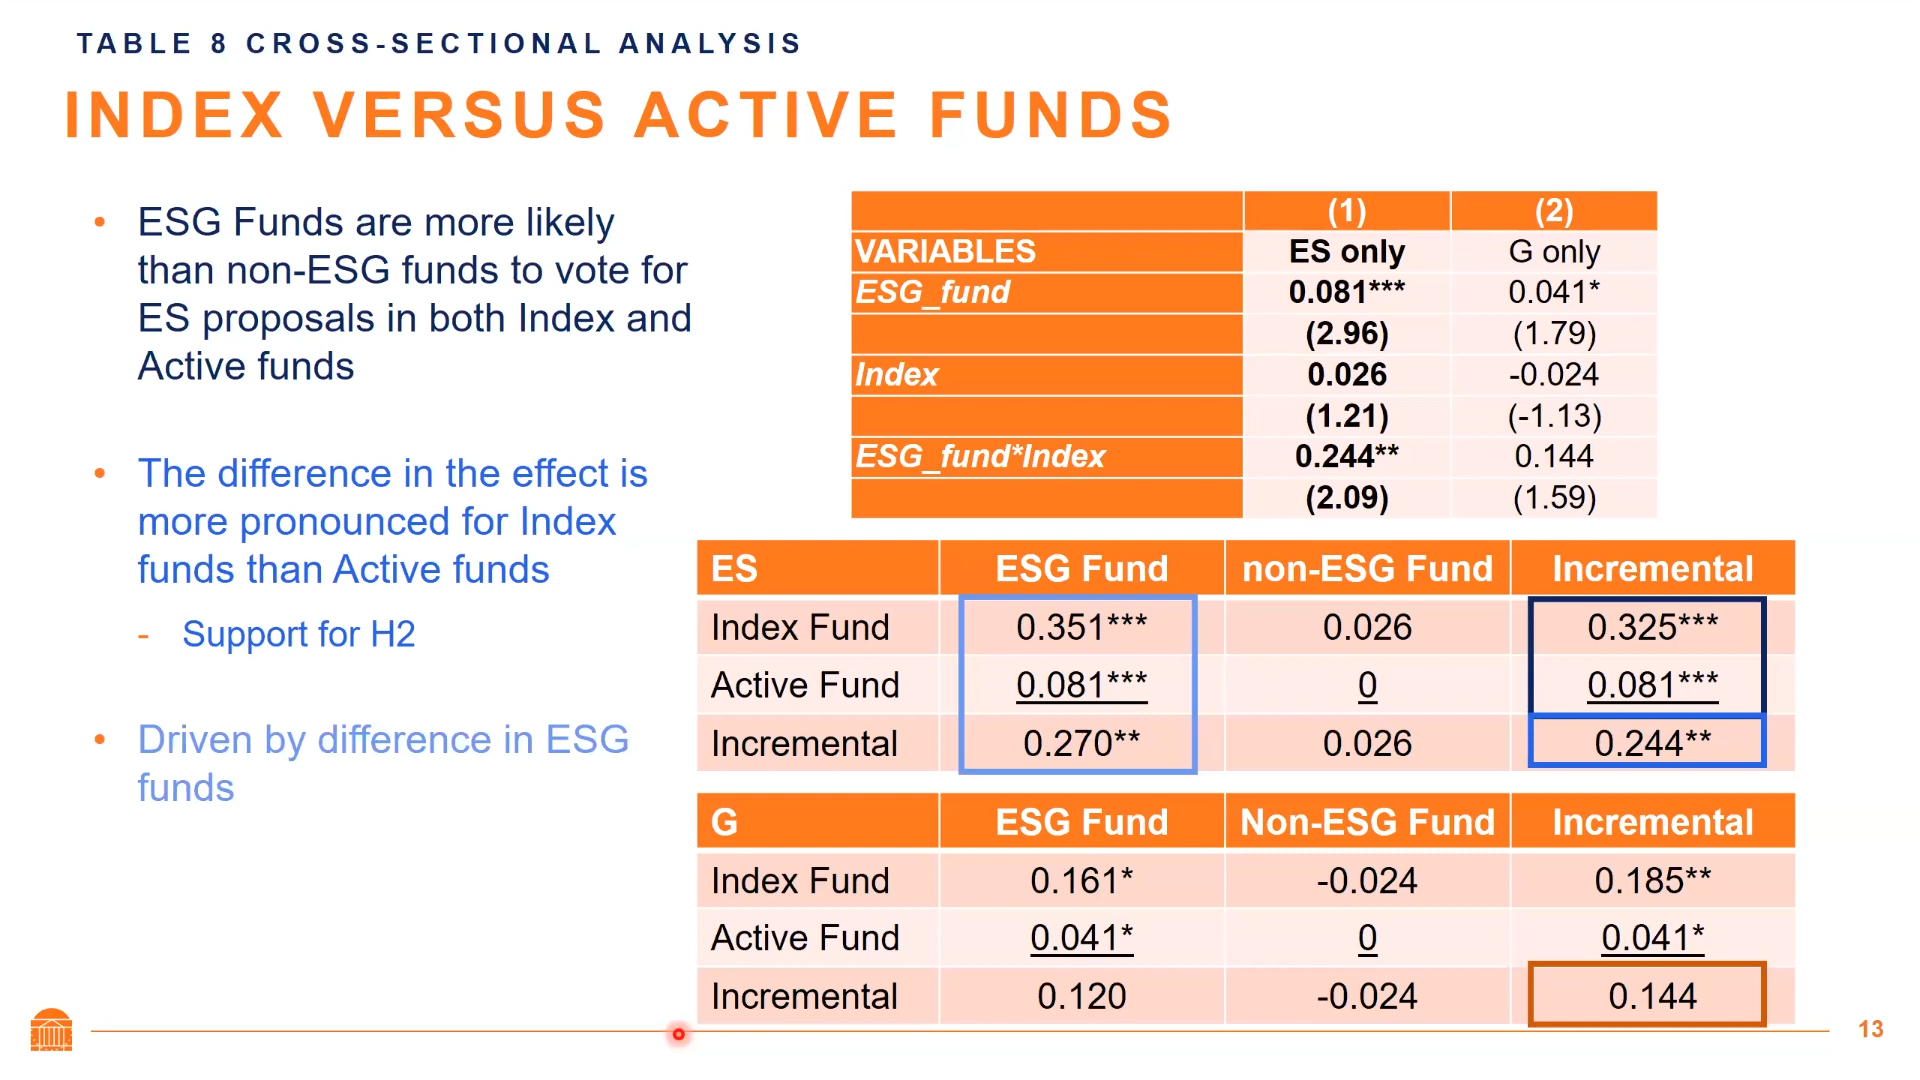 TABLE 8 CROSS-SECTIONAL ANALYSIS
INDEX VERSUS ACTIVE FUNDS
• ESG Funds are more likely
than non-ESG funds to vote for
ES proposals in both Index and
Active funds
• The difference in the effect is
more pronounced for Index
funds than Active funds
- Support for H2
• Driven by difference in ESG
funds
(1) (2)
VARIABLES ES only G only
ESG_fund 0.081*** 0.041*
(2.96) (1.79)
Index 0.026 -0.024
(1.21) (-1.13)
ESG_fund*Index 0.244** 0.144
(2.09) (1.59)
ES ESG Fund non-ESG Fund Incremental
Index Fund 0.351*** 0.026 0.325***
Active Fund 0.081*** 0 0.081***
Incremental 0.270** 0.026 0.244**
G ESG Fund Non-ESG Fund Incremental
Index Fund 0.161* -0.024 0.185**
Active Fund 0.041* 0 0.041*
Incremental 0.120 -0.024 0.144
13